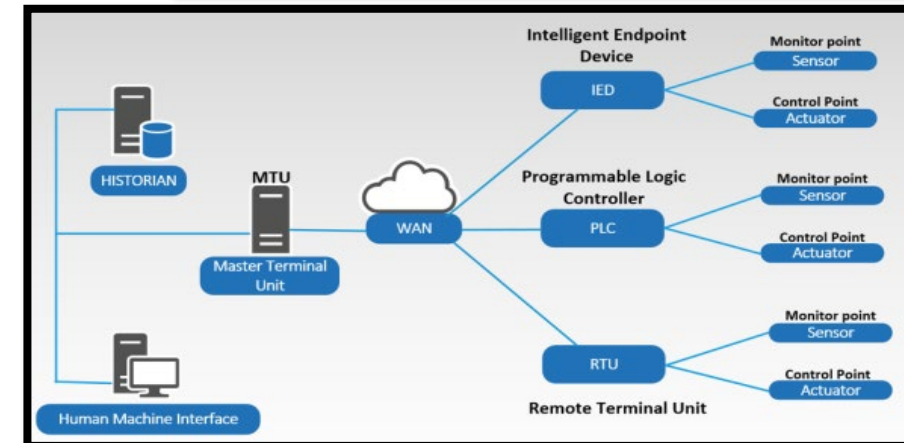 HISTORIAN
MTU
Master Terminal
Unit
Human Machine Interface
WAN
Intelligent Endpoint
Device
IED
Monitor point
Sensor
Control Point
Actuator
Programmable Logic
Controller
PLC
Monitor point
Sensor
Control Point
Actuator
RTU
Remote Terminal Unit
Monitor point
Sensor
Control Point
Actuator